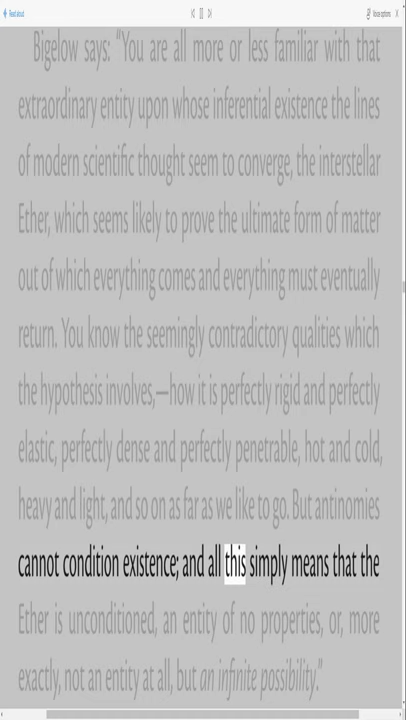 Read aloud
Voice options
Bigelow says: “You are all more or less familiar with that
extraordinary entity upon whose inferential existence the lines
of modern scientific thought seem to converge, the interstellar
Ether, which seems likely to prove the ultimate form of matter
out of which everything comes and everything must eventually
return. You know the seemingly contradictory qualities which
the hypothesis involves,—how it is perfectly rigid and perfectly
elastic, perfectly dense and perfectly penetrable, hot and cold,
heavy and light, and so on as far as we like to go. But antinomies
cannot condition existence; and all this simply means that the
Ether is unconditioned, an entity of no properties, or, more
exactly, not an entity at all, but an infinite possibility.”